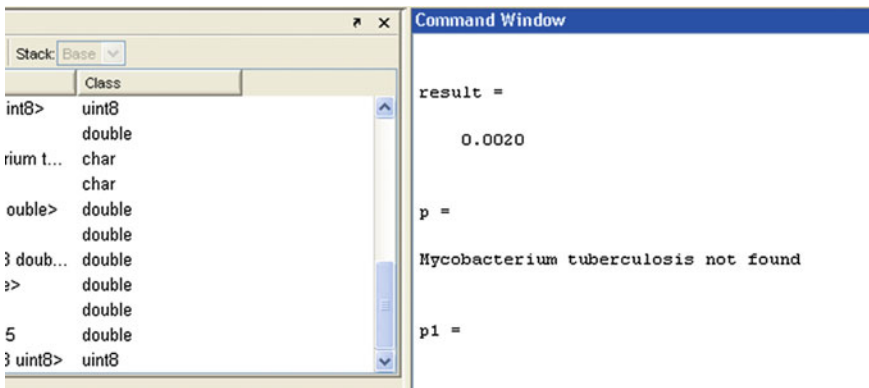 Command Window
Stack: Base
Class
int8> uint8
double
rium t... char
char
ouble> double
double
3 doub... double
e> double
double
5 double
3 uint8> uint8
result =
0.0020
p =
Mycobacterium tuberculosis not found
p1 =